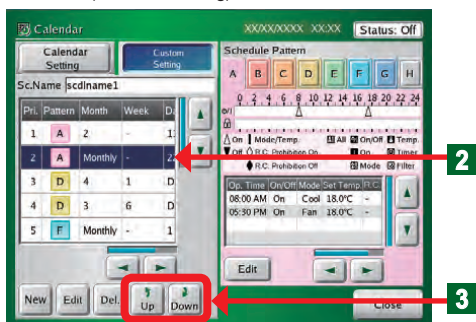 Calendar
XX/XX/XXXX XX:XX
Status: Off
Calendar Setting
Custom Setting
Sc.Name scdlname1
Pri. Pattern Month Week
1 A 2 -
2 A Monthly -
3 D 4 1 D
4 D 3 6 D
5 F Monthly - 1
New Edit Del. Up Down
Schedule Pattern
A B C D E F G H
0 2 4 6 8 10 12 14 16 18 20 22 24
On Mode/Temp. All On/Off Temp.
Off R.C. Prohibition On On Timer
R.C. Prohibition Off Mode Filter
Op. Time On/Off Mode Set Temp. R.C.
08:00 AM On Cool 18.0°C -
05:30 PM On Fan 18.0°C -
Edit
Close
2
3